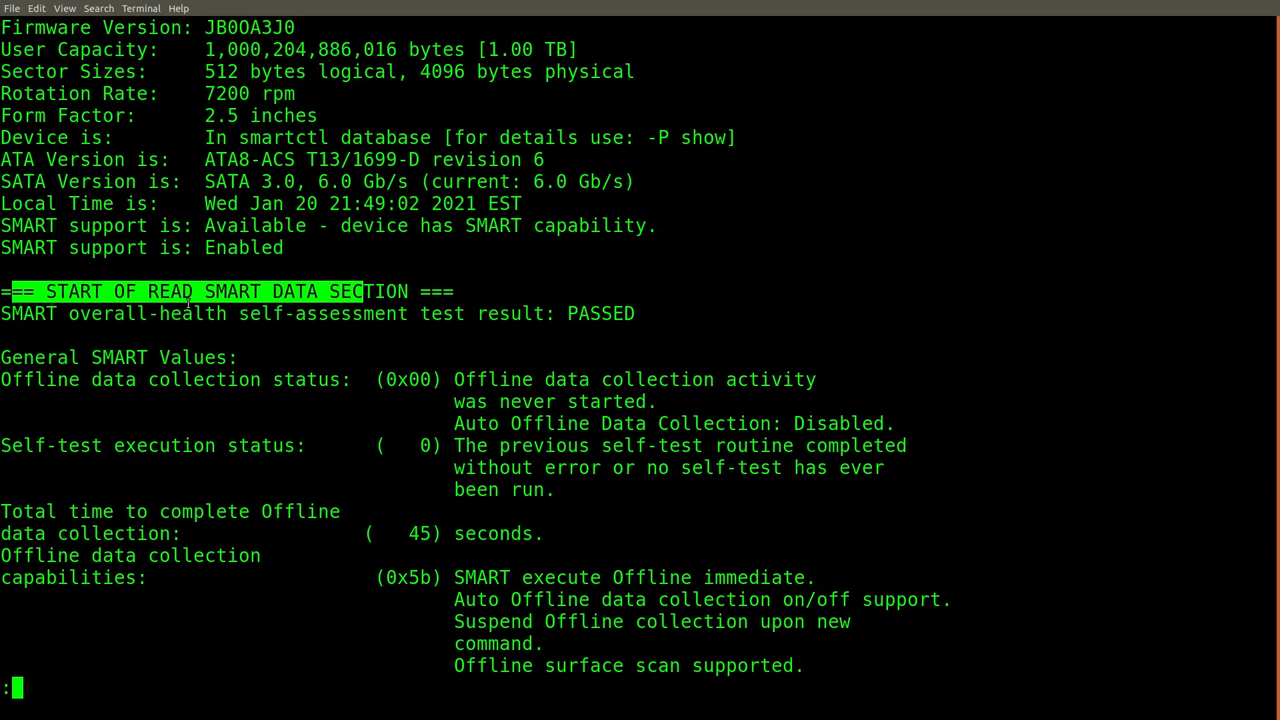 File Edit View Search Terminal Help
Firmware Version: JB0OA3J0
User Capacity:    1,000,204,886,016 bytes [1.00 TB]
Sector Sizes:     512 bytes logical, 4096 bytes physical
Rotation Rate:    7200 rpm
Form Factor:      2.5 inches
Device is:        In smartctl database [for details use: -P show]
ATA Version is:   ATA8-ACS T13/1699-D revision 6
SATA Version is:  SATA 3.0, 6.0 Gb/s (current: 6.0 Gb/s)
Local Time is:    Wed Jan 20 21:49:02 2021 EST
SMART support is: Available - device has SMART capability.
SMART support is: Enabled
=== START OF READ SMART DATA SECTION ===
SMART overall-health self-assessment test result: PASSED
General SMART Values:
Offline data collection status:  (0x00) Offline data collection activity
was never started.
Auto Offline Data Collection: Disabled.
Self-test execution status:      (   0) The previous self-test routine completed
without error or no self-test has ever
been run.
Total time to complete Offline
data collection:                (   45) seconds.
Offline data collection
capabilities:                    (0x5b) SMART execute Offline immediate.
Auto Offline data collection on/off support.
Suspend Offline collection upon new
command.
Offline surface scan supported.
: